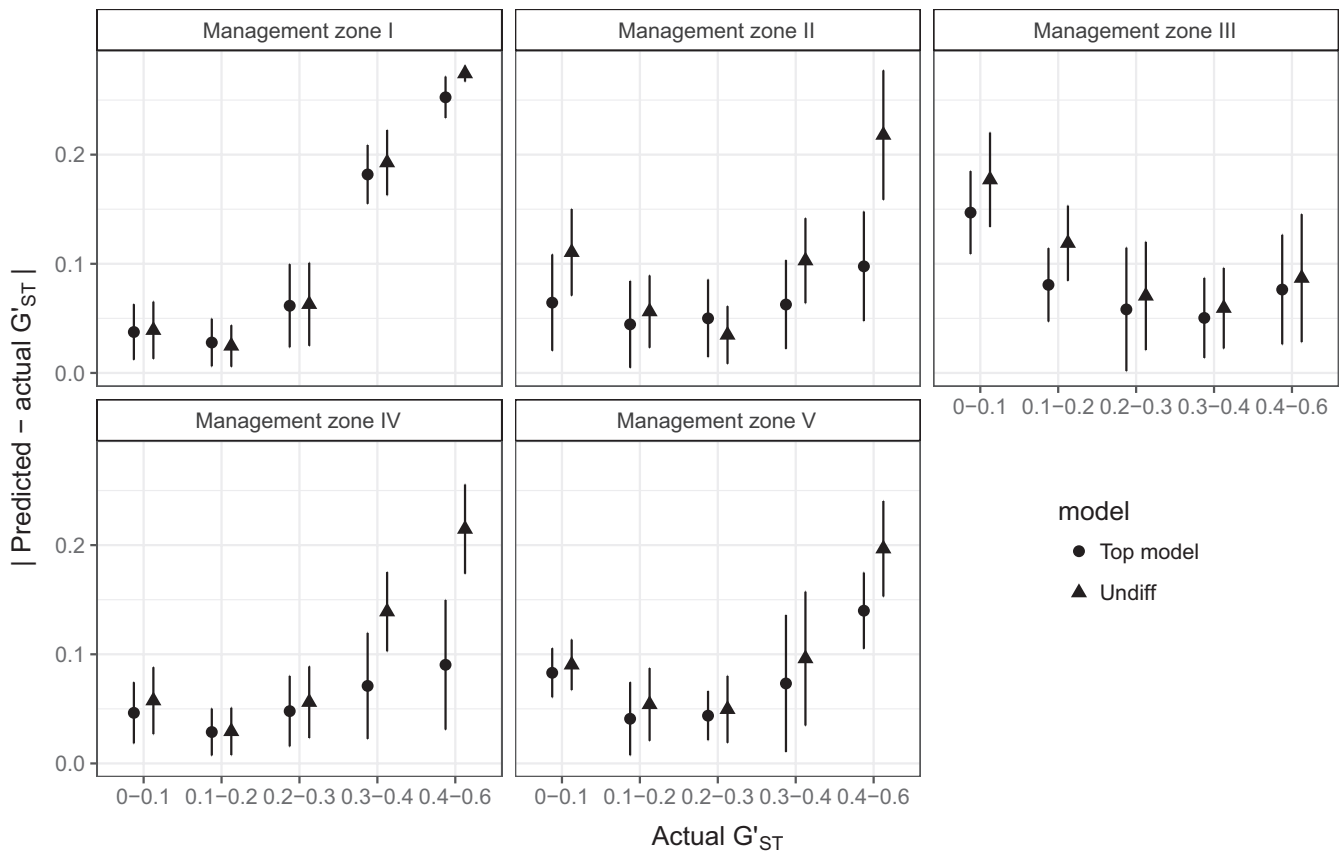 Management zone I
Management zone II
Management zone III
0.2
0.1
0.0
0−0.1 0.1−0.2 0.2−0.3 0.3−0.4 0.4−0.6
Management zone IV
Management zone V
0.2
0.1
0.0
0−0.1 0.1−0.2 0.2−0.3 0.3−0.4 0.4−0.6
0−0.1 0.1−0.2 0.2−0.3 0.3−0.4 0.4−0.6
| Predicted − actual G'ST |
Actual G'ST
model
Top model
Undiff